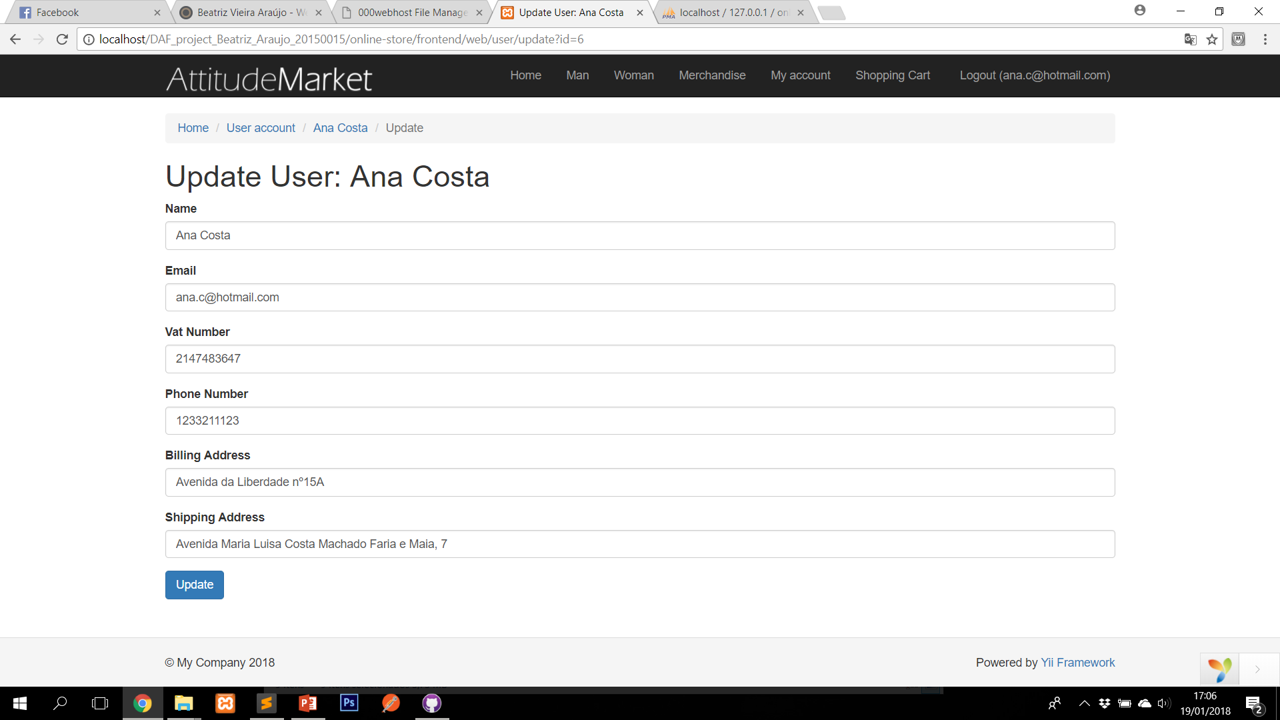 Facebook
Beatriz Vieira Araújo - W
000webhost File Manage
Update User: Ana Costa
localhost / 127.0.0.1 / on
localhost/DAF_project_Beatriz_Araujo_20150015/online-store/frontend/web/user/update?id=6
AttitudeMarket
Home
Man
Woman
Merchandise
My account
Shopping Cart
Logout (ana.c@hotmail.com)
Home / User account / Ana Costa / Update
Update User: Ana Costa
Name
Ana Costa
Email
ana.c@hotmail.com
Vat Number
2147483647
Phone Number
1233211123
Billing Address
Avenida da Liberdade nº15A
Shipping Address
Avenida Maria Luisa Costa Machado Faria e Maia, 7
Update
© My Company 2018
Powered by Yii Framework
17:06
19/01/2018
2